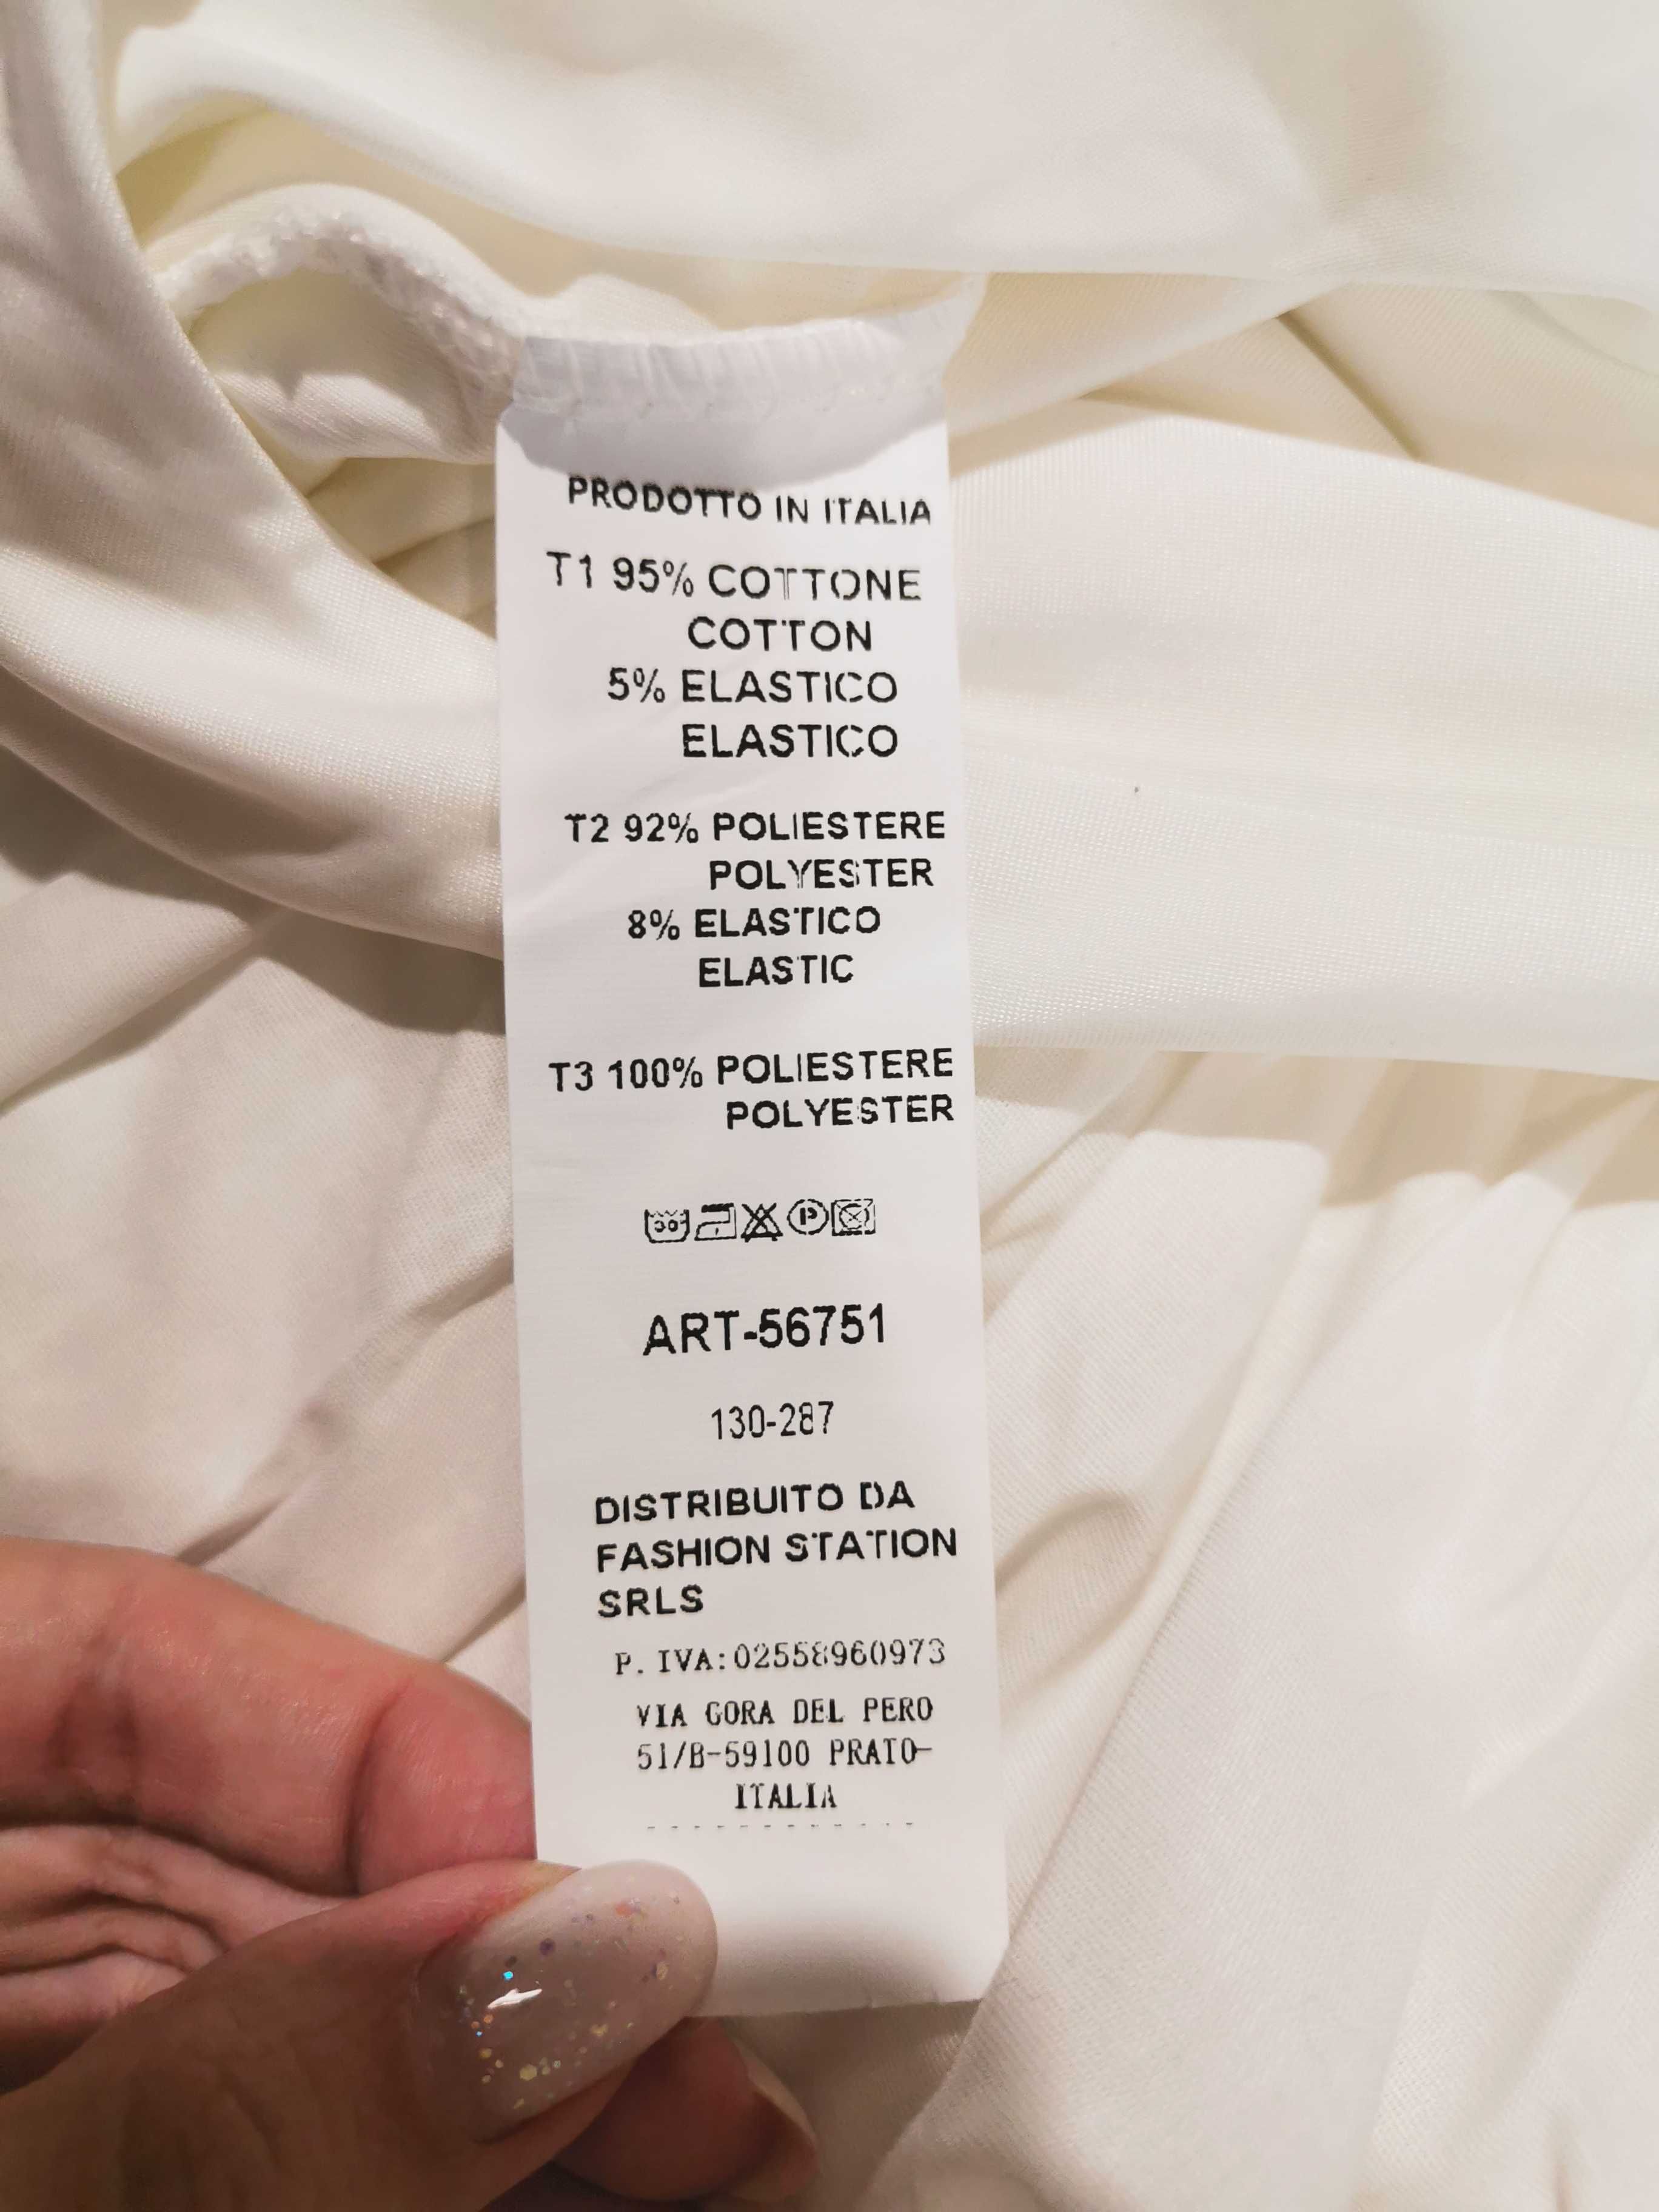 PRODOTTO IN ITALIA
T1 95% COTTONE
COTTON
5% ELASTICO
ELASTICO
T2 92% POLIESTERE
POLYESTER
8% ELASTICO
ELASTIC
T3 100% POLIESTERE
POLYESTER
30° P
ART-56751
130-287
DISTRIBUITO DA
FASHION STATION
SRLS
P. IVA:02558960973
VIA GORA DEL PERO
51/B-59100 PRATO-
ITALIA